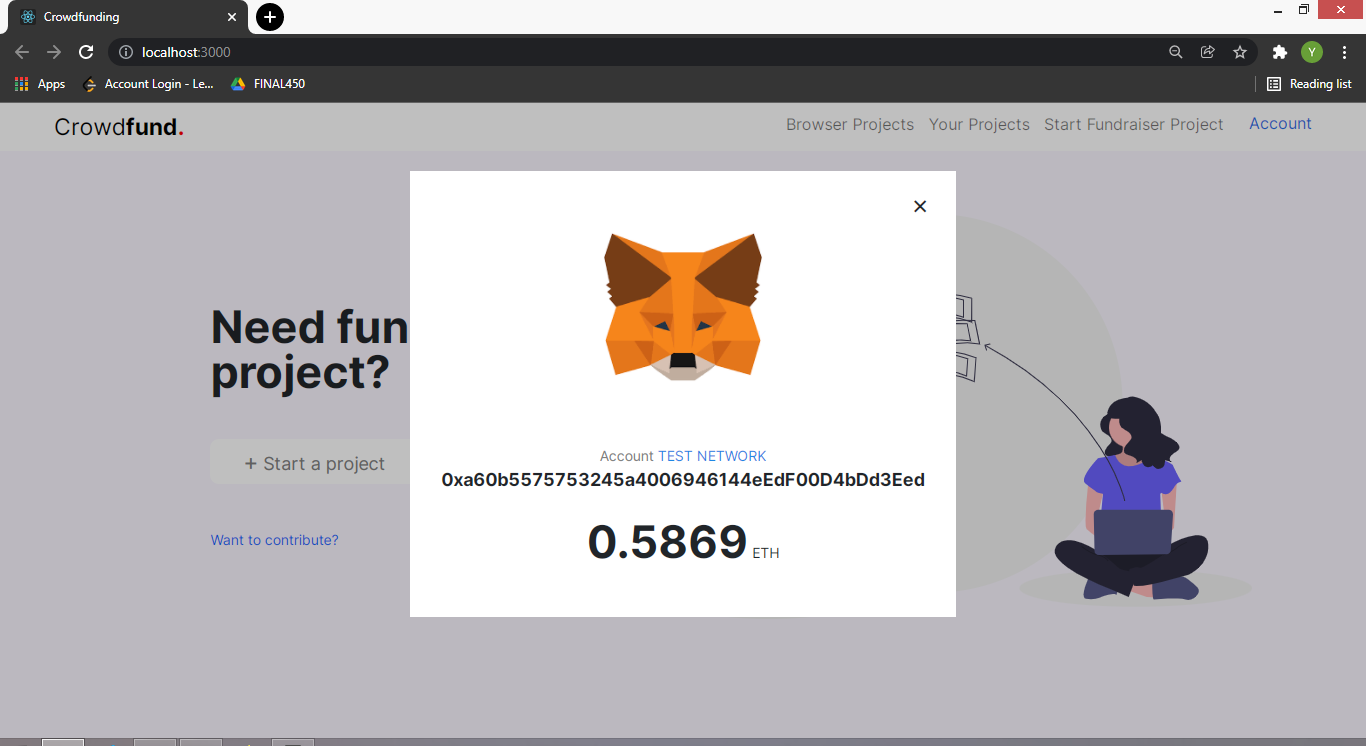 Crowdfunding
localhost:3000
Y
Apps
Account Login - Le...
FINAL450
Reading list
Crowdfund.
Browser Projects
Your Projects
Start Fundraiser Project
Account
Need fun
project?
+ Start a project
Want to contribute?
Account TEST NETWORK
0xa60b5575753245a4006946144eEdF00D4bDd3Eed
0.5869 ETH